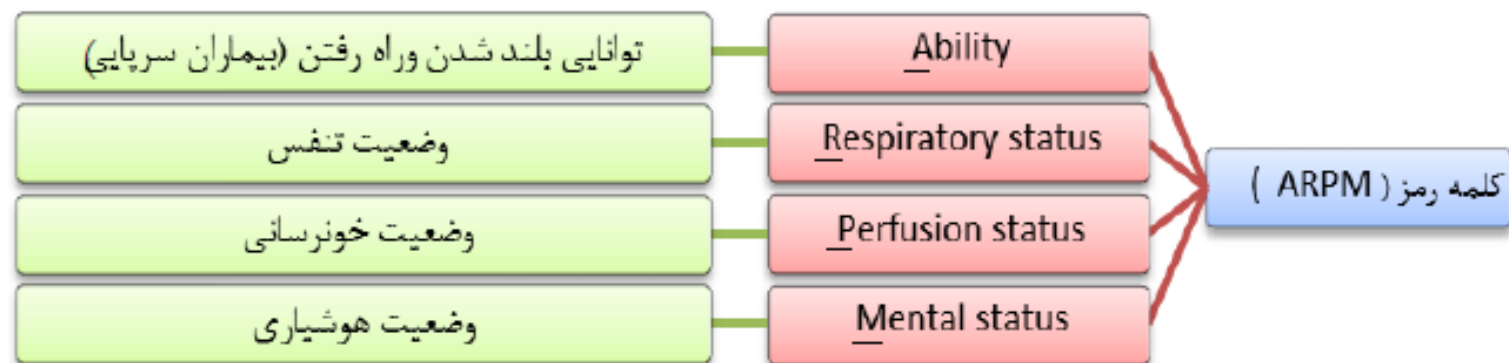 کلمه رمز ( ARPM )
Ability
توانایی بلند شدن وراه رفتن (بیماران سرپایی)
Respiratory status
وضعیت تنفس
Perfusion status
وضعیت خونرسانی
Mental status
وضعیت هوشیاری